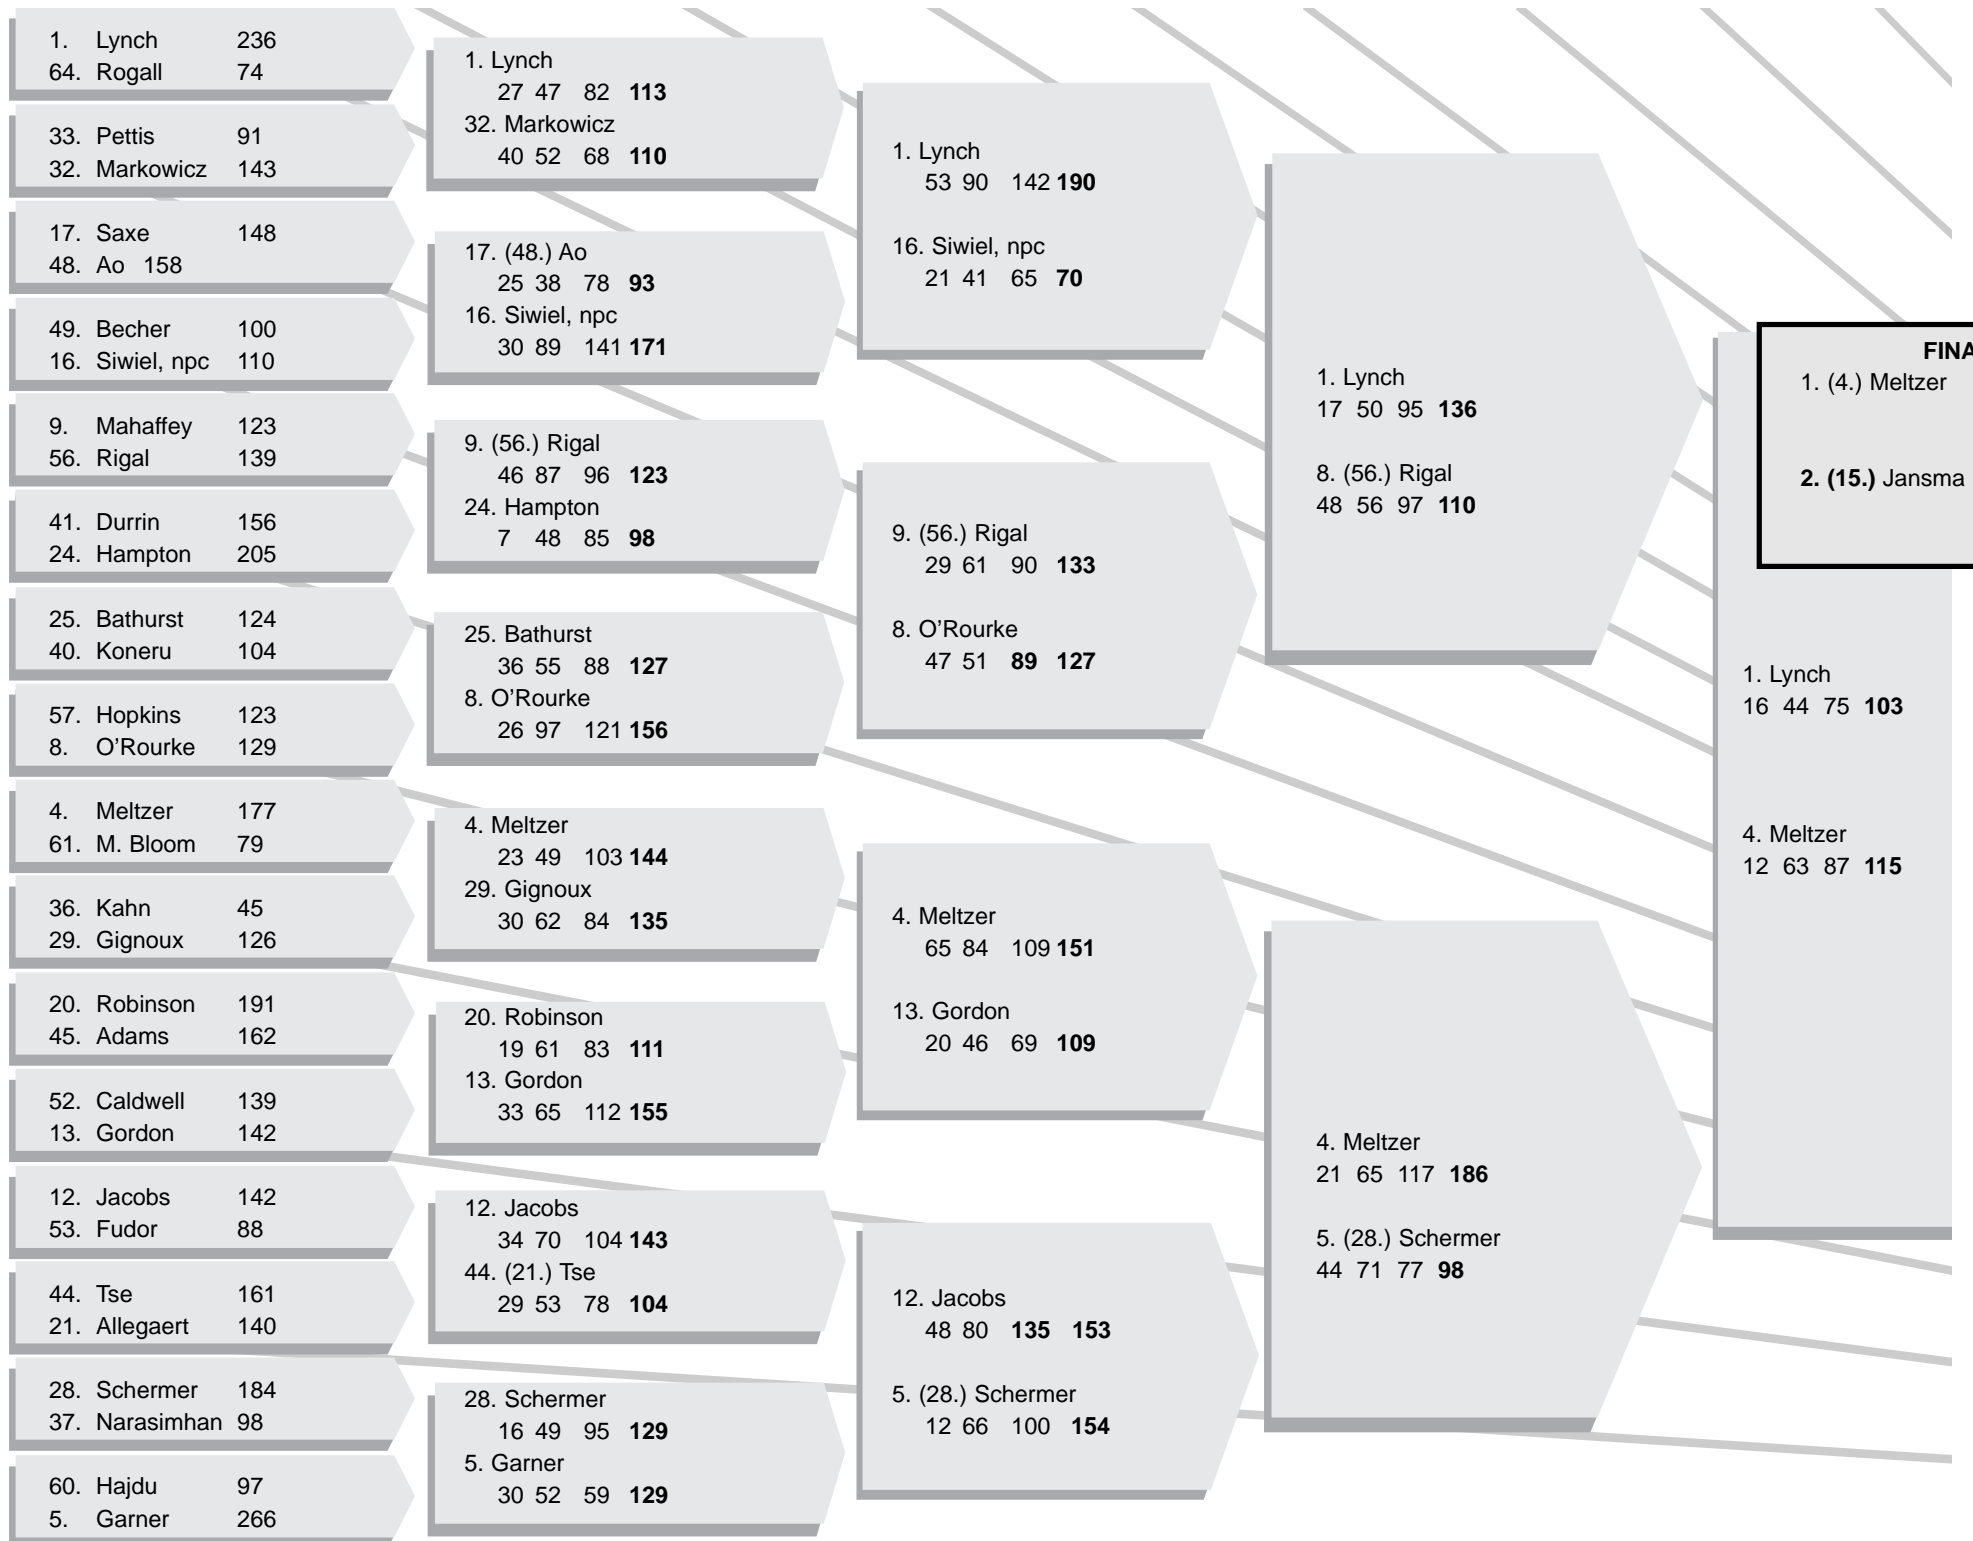 1. Lynch 236
64. Rogall 74
33. Pettis 91
32. Markowicz 143
17. Saxe 148
48. Ao 158
49. Becher 100
16. Siwiel, npc 110
9. Mahaffey 123
56. Rigal 139
41. Durrin 156
24. Hampton 205
25. Bathurst 124
40. Koneru 104
57. Hopkins 123
8. O’Rourke 129
4. Meltzer 177
61. M. Bloom 79
36. Kahn 45
29. Gignoux 126
20. Robinson 191
45. Adams 162
52. Caldwell 139
13. Gordon 142
12. Jacobs 142
53. Fudor 88
44. Tse 161
21. Allegaert 140
28. Schermer 184
37. Narasimhan 98
60. Hajdu 97
5. Garner 266
1. Lynch
27 47 82 113
32. Markowicz
40 52 68 110
17. (48.) Ao
25 38 78 93
16. Siwiel, npc
30 89 141 171
9. (56.) Rigal
46 87 96 123
24. Hampton
7 48 85 98
25. Bathurst
36 55 88 127
8. O’Rourke
26 97 121 156
4. Meltzer
23 49 103 144
29. Gignoux
30 62 84 135
20. Robinson
19 61 83 111
13. Gordon
33 65 112 155
12. Jacobs
34 70 104 143
44. (21.) Tse
29 53 78 104
28. Schermer
16 49 95 129
5. Garner
30 52 59 129
1. Lynch
53 90 142 190
16. Siwiel, npc
21 41 65 70
9. (56.) Rigal
29 61 90 133
8. O’Rourke
47 51 89 127
4. Meltzer
65 84 109 151
13. Gordon
20 46 69 109
12. Jacobs
48 80 135 153
5. (28.) Schermer
12 66 100 154
1. Lynch
17 50 95 136
8. (56.) Rigal
48 56 97 110
4. Meltzer
21 65 117 186
5. (28.) Schermer
44 71 77 98
1. Lynch
16 44 75 103
4. Meltzer
12 63 87 115
FINA
1. (4.) Meltzer
2. (15.) Jansma